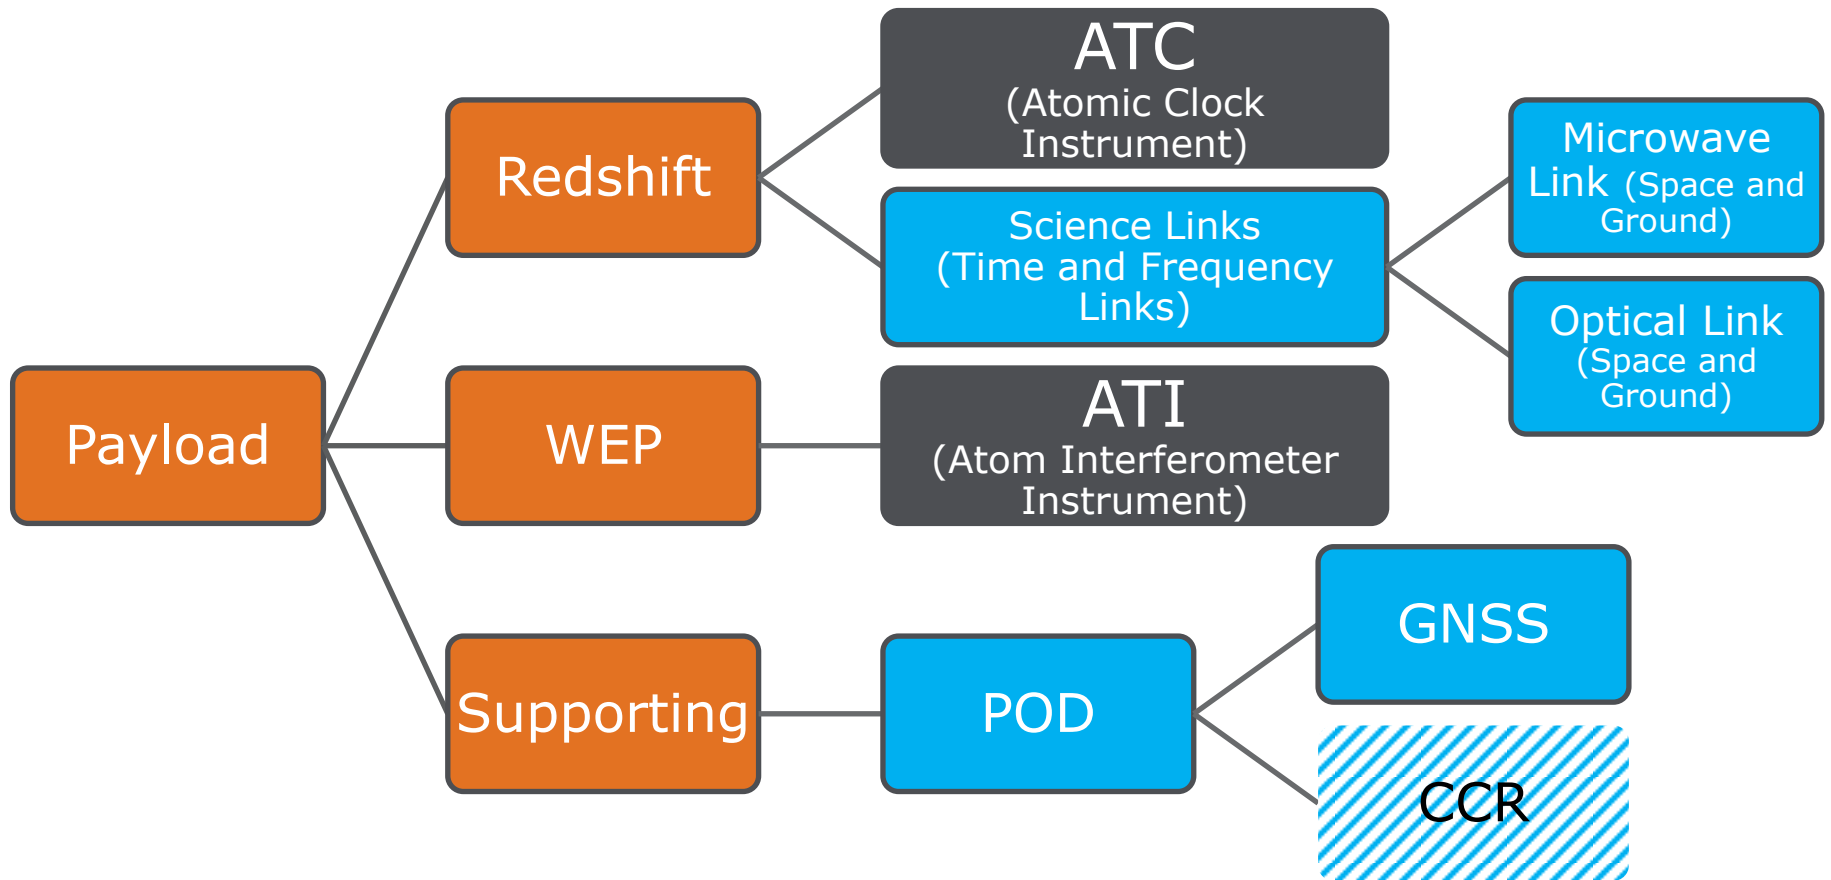 Payload
Redshift
ATC
(Atomic Clock
Instrument)
Science Links
(Time and Frequency
Links)
Microwave
Link (Space and
Ground)
Optical Link
(Space and
Ground)
WEP
ATI
(Atom Interferometer
Instrument)
Supporting
POD
GNSS
CCR